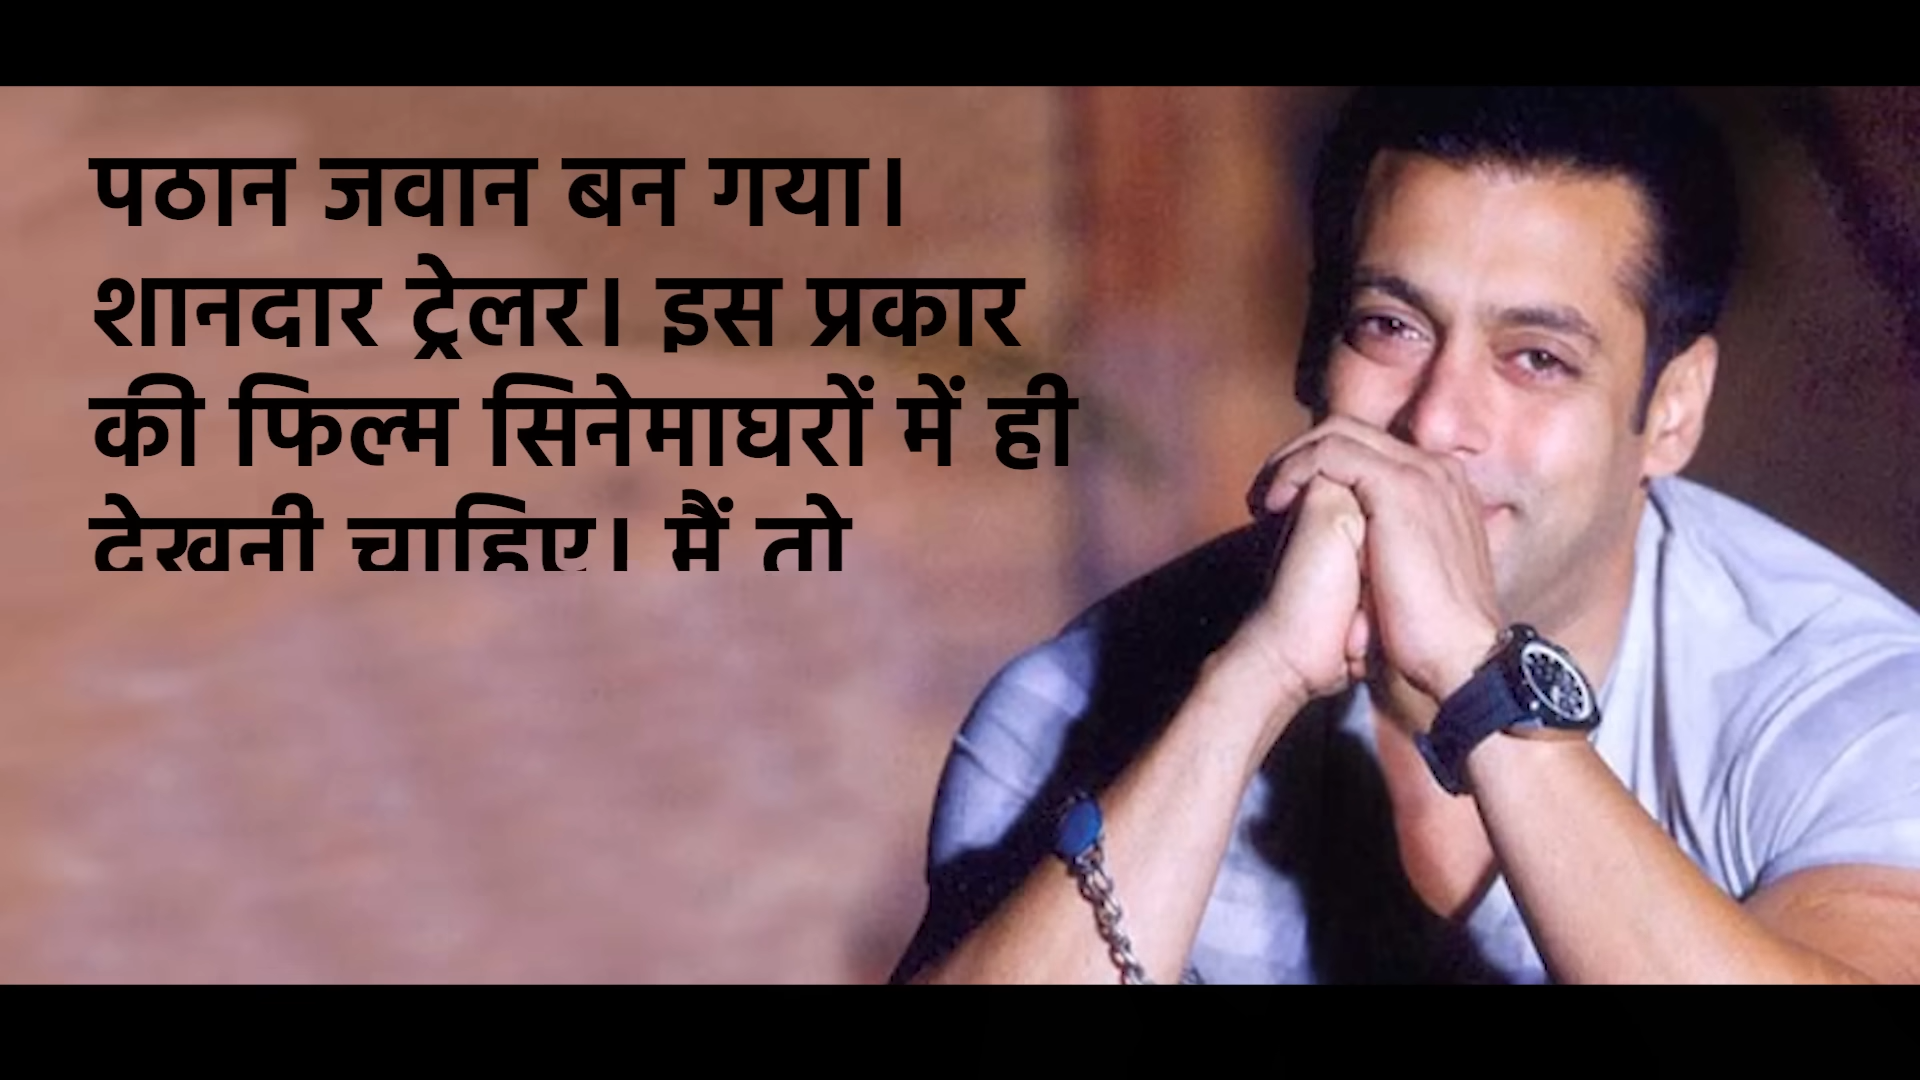 पठान जवान बन गया।
शानदार ट्रेलर। इस प्रकार
की फिल्म सिनेमाघरों में ही
देखनी चाहिए। मैं तो